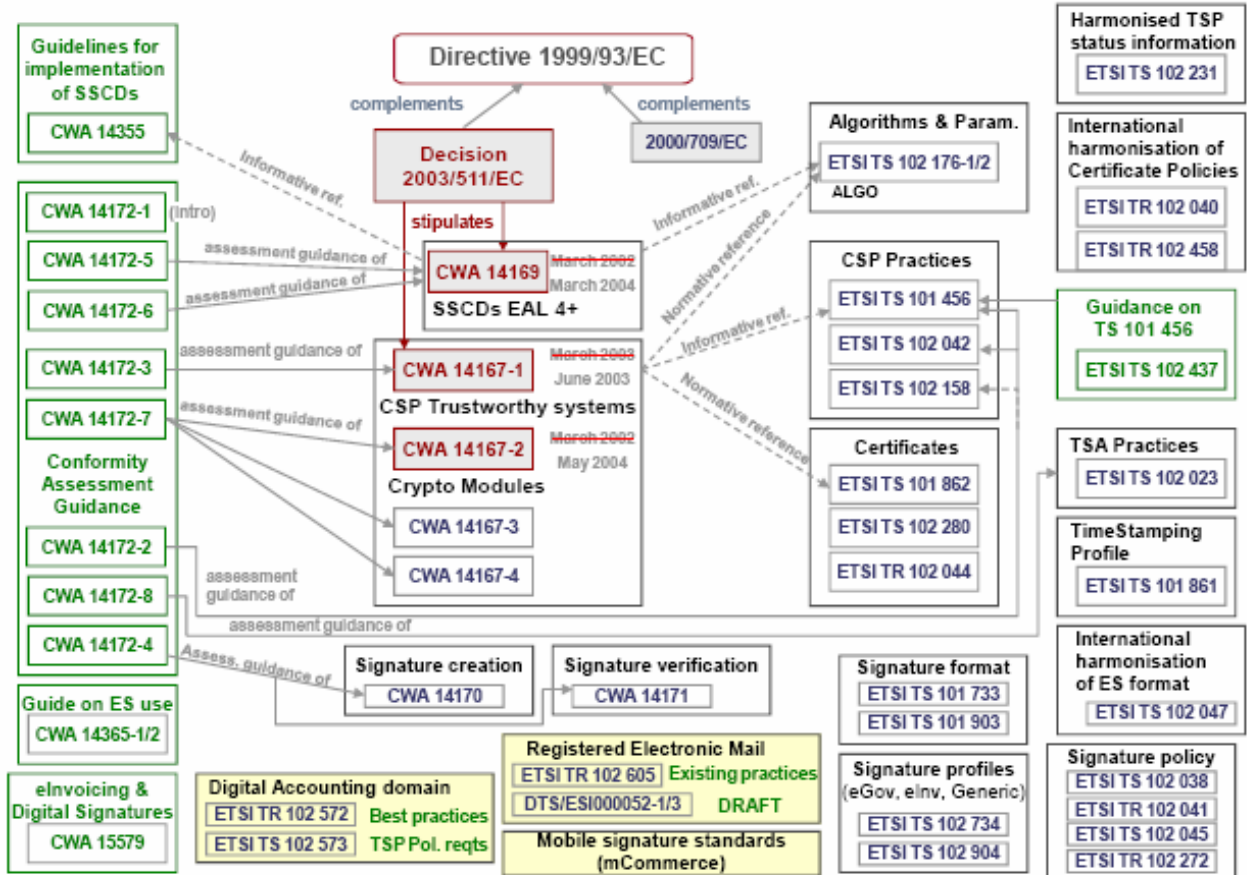 Guidelines for
implementation
of SSCDs
CWA 14355
CWA 14172-1
(Intro)
CWA 14172-5
CWA 14172-6
CWA 14172-3
CWA 14172-7
Conformity
Assessment
Guidance
CWA 14172-2
CWA 14172-8
CWA 14172-4
Guide on ES use
CWA 14365-1/2
eInvoicing &
Digital Signatures
CWA 15579
Directive 1999/93/EC
complements
complements
Decision
2003/511/EC
2000/709/EC
Informative ref.
stipulates
assessment guidance of
assessment guidance of
CWA 14169
March 2002
March 2004
SSCDs EAL 4+
assessment guidance of
CWA 14167-1
March 2003
June 2003
CSP Trustworthy systems
assessment guidance of
CWA 14167-2
March 2002
May 2004
Crypto Modules
CWA 14167-3
CWA 14167-4
assessment
guidance of
assessment guidance of
Assess. guidance of
Signature creation
CWA 14170
Signature verification
CWA 14171
Informative ref.
Normative reference
Informative ref.
Normative reference
Algorithms & Param.
ETSI TS 102 176-1/2
ALGO
CSP Practices
ETSI TS 101 456
ETSI TS 102 042
ETSI TS 102 158
Certificates
ETSI TS 101 862
ETSI TS 102 280
ETSI TR 102 044
Harmonised TSP
status information
ETSI TS 102 231
International
harmonisation of
Certificate Policies
ETSI TR 102 040
ETSI TR 102 458
Guidance on
TS 101 456
ETSI TS 102 437
TSA Practices
ETSI TS 102 023
TimeStamping
Profile
ETSI TS 101 861
International
harmonisation
of ES format
ETSI TS 102 047
Signature format
ETSI TS 101 733
ETSI TS 101 903
Signature profiles
(eGov, eInv, Generic)
ETSI TS 102 734
ETSI TS 102 904
Signature policy
ETSI TS 102 038
ETSI TR 102 041
ETSI TS 102 045
ETSI TR 102 272
Digital Accounting domain
ETSI TR 102 572
Best practices
ETSI TS 102 573
TSP Pol. reqts
Registered Electronic Mail
ETSI TR 102 605
Existing practices
DTS/ESI000052-1/3
DRAFT
Mobile signature standards
(mCommerce)